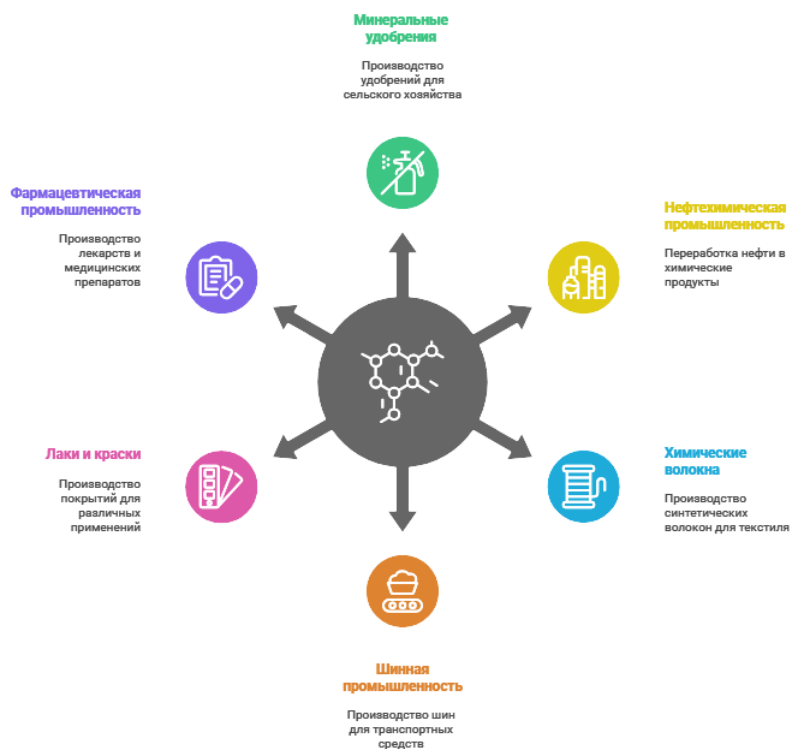 Минеральные
удобрения
Производство
удобрений для
сельского хозяйства
Фармацевтическая
промышленность
Производство
лекарств и
медицинских
препаратов
Нефтехимическая
промышленность
Переработка нефти в
химические
продукты
Лаки и краски
Производство
покрытий для
различных
применений
Химические
волокна
Производство
синтетических
волокон для текстиля
Шинная
промышленность
Производство шин
для транспортных
средств